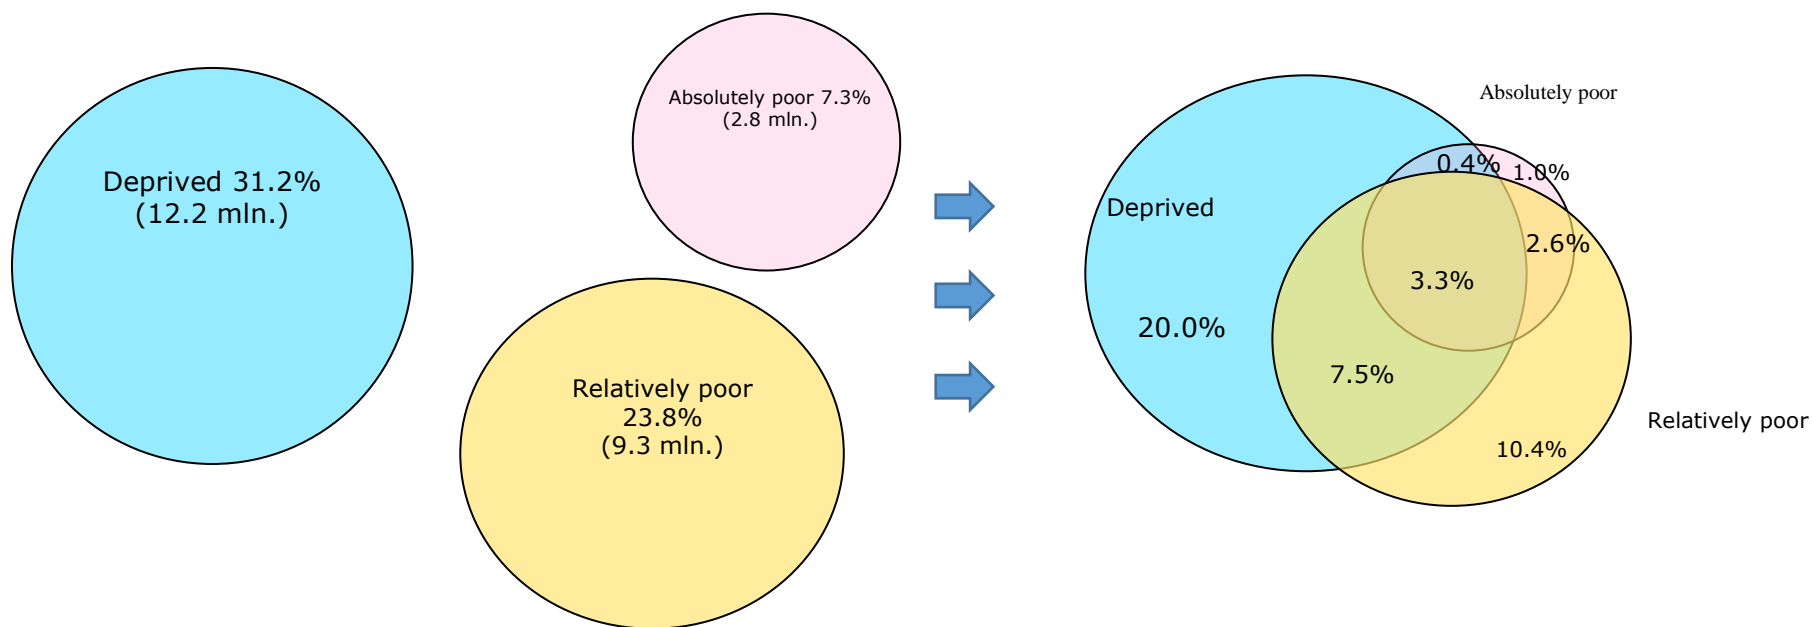 Deprived 31.2%
(12.2 mln.)
Absolutely poor 7.3%
(2.8 mln.)
Relatively poor
23.8%
(9.3 mln.)
Absolutely poor
0.4%
1.0%
Deprived
2.6%
3.3%
20.0%
7.5%
Relatively poor
10.4%